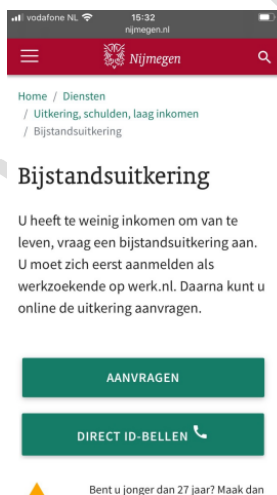 vodafone NL 15:32
nijmegen.nl
Nijmegen
Home / Diensten
/ Uitkering, schulden, laag inkomen
/ Bijstandsuitkering
Bijstandsuitkering
U heeft te weinig inkomen om van te
leven, vraag een bijstandsuitkering aan.
U moet zich eerst aanmelden als
werkzoekende op werk.nl. Daarna kunt u
online de uitkering aanvragen.
AANVRAGEN
DIRECT ID-BELLEN
Bent u jonger dan 27 jaar? Maak dan